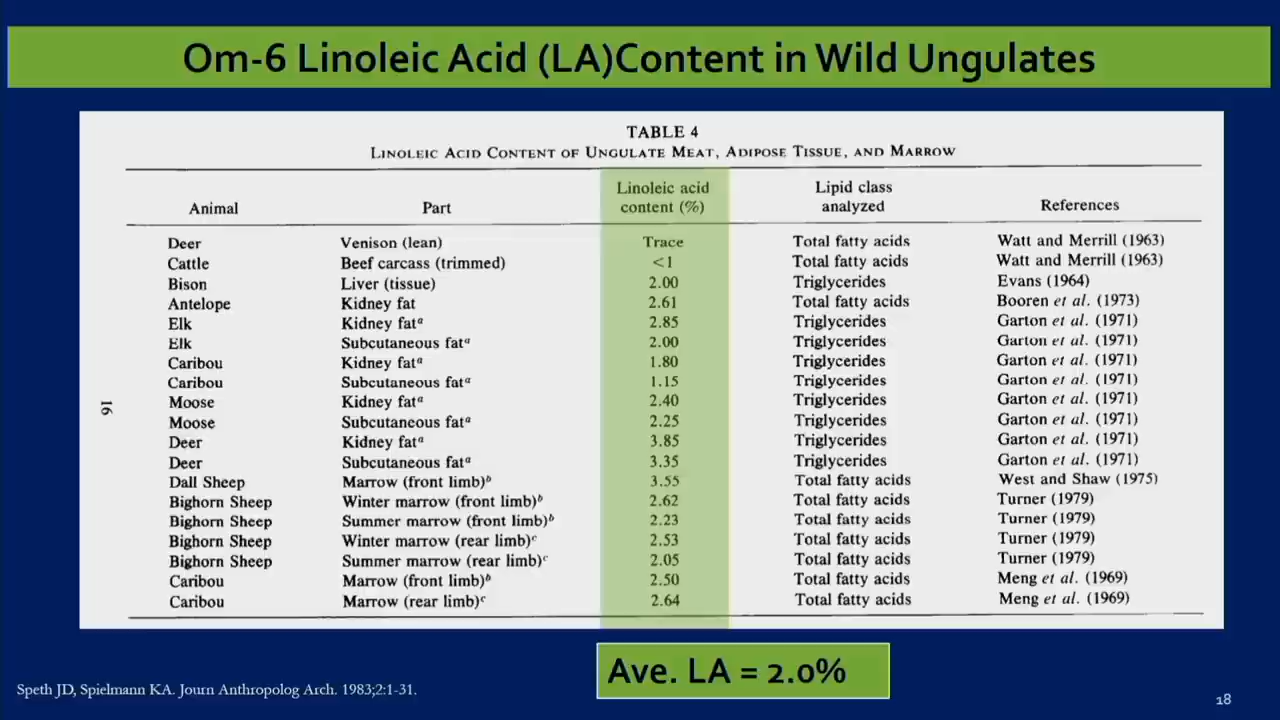 Om-6 Linoleic Acid (LA)Content in Wild Ungulates
TABLE 4
Linoleic Acid Content of Ungulate Meat, Adipose Tissue, and Marrow
Animal Part Linoleic acid content (%) Lipid class analyzed References
Deer Venison (lean) Trace Total fatty acids Watt and Merrill (1963)
Cattle Beef carcass (trimmed) <1 Total fatty acids Watt and Merrill (1963)
Bison Liver (tissue) 2.00 Triglycerides Evans (1964)
Antelope Kidney fat 2.61 Total fatty acids Booren et al. (1973)
Elk Kidney fatᵃ 2.85 Triglycerides Garton et al. (1971)
Elk Subcutaneous fatᵃ 2.00 Triglycerides Garton et al. (1971)
Caribou Kidney fatᵃ 1.80 Triglycerides Garton et al. (1971)
Caribou Subcutaneous fatᵃ 1.15 Triglycerides Garton et al. (1971)
Moose Kidney fatᵃ 2.40 Triglycerides Garton et al. (1971)
Moose Subcutaneous fatᵃ 2.25 Triglycerides Garton et al. (1971)
Deer Kidney fatᵃ 3.85 Triglycerides Garton et al. (1971)
Deer Subcutaneous fatᵃ 3.35 Triglycerides Garton et al. (1971)
Dall Sheep Marrow (front limb)ᵇ 3.55 Total fatty acids West and Shaw (1975)
Bighorn Sheep Winter marrow (front limb)ᵇ 2.62 Total fatty acids Turner (1979)
Bighorn Sheep Summer marrow (front limb)ᵇ 2.23 Total fatty acids Turner (1979)
Bighorn Sheep Winter marrow (rear limb)ᶜ 2.53 Total fatty acids Turner (1979)
Bighorn Sheep Summer marrow (rear limb)ᶜ 2.05 Total fatty acids Turner (1979)
Caribou Marrow (front limb)ᵇ 2.50 Total fatty acids Meng et al. (1969)
Caribou Marrow (rear limb)ᶜ 2.64 Total fatty acids Meng et al. (1969)
16
Ave. LA = 2.0%
Speth JD, Spielmann KA. Journ Anthropolog Arch. 1983;2:1-31.
18